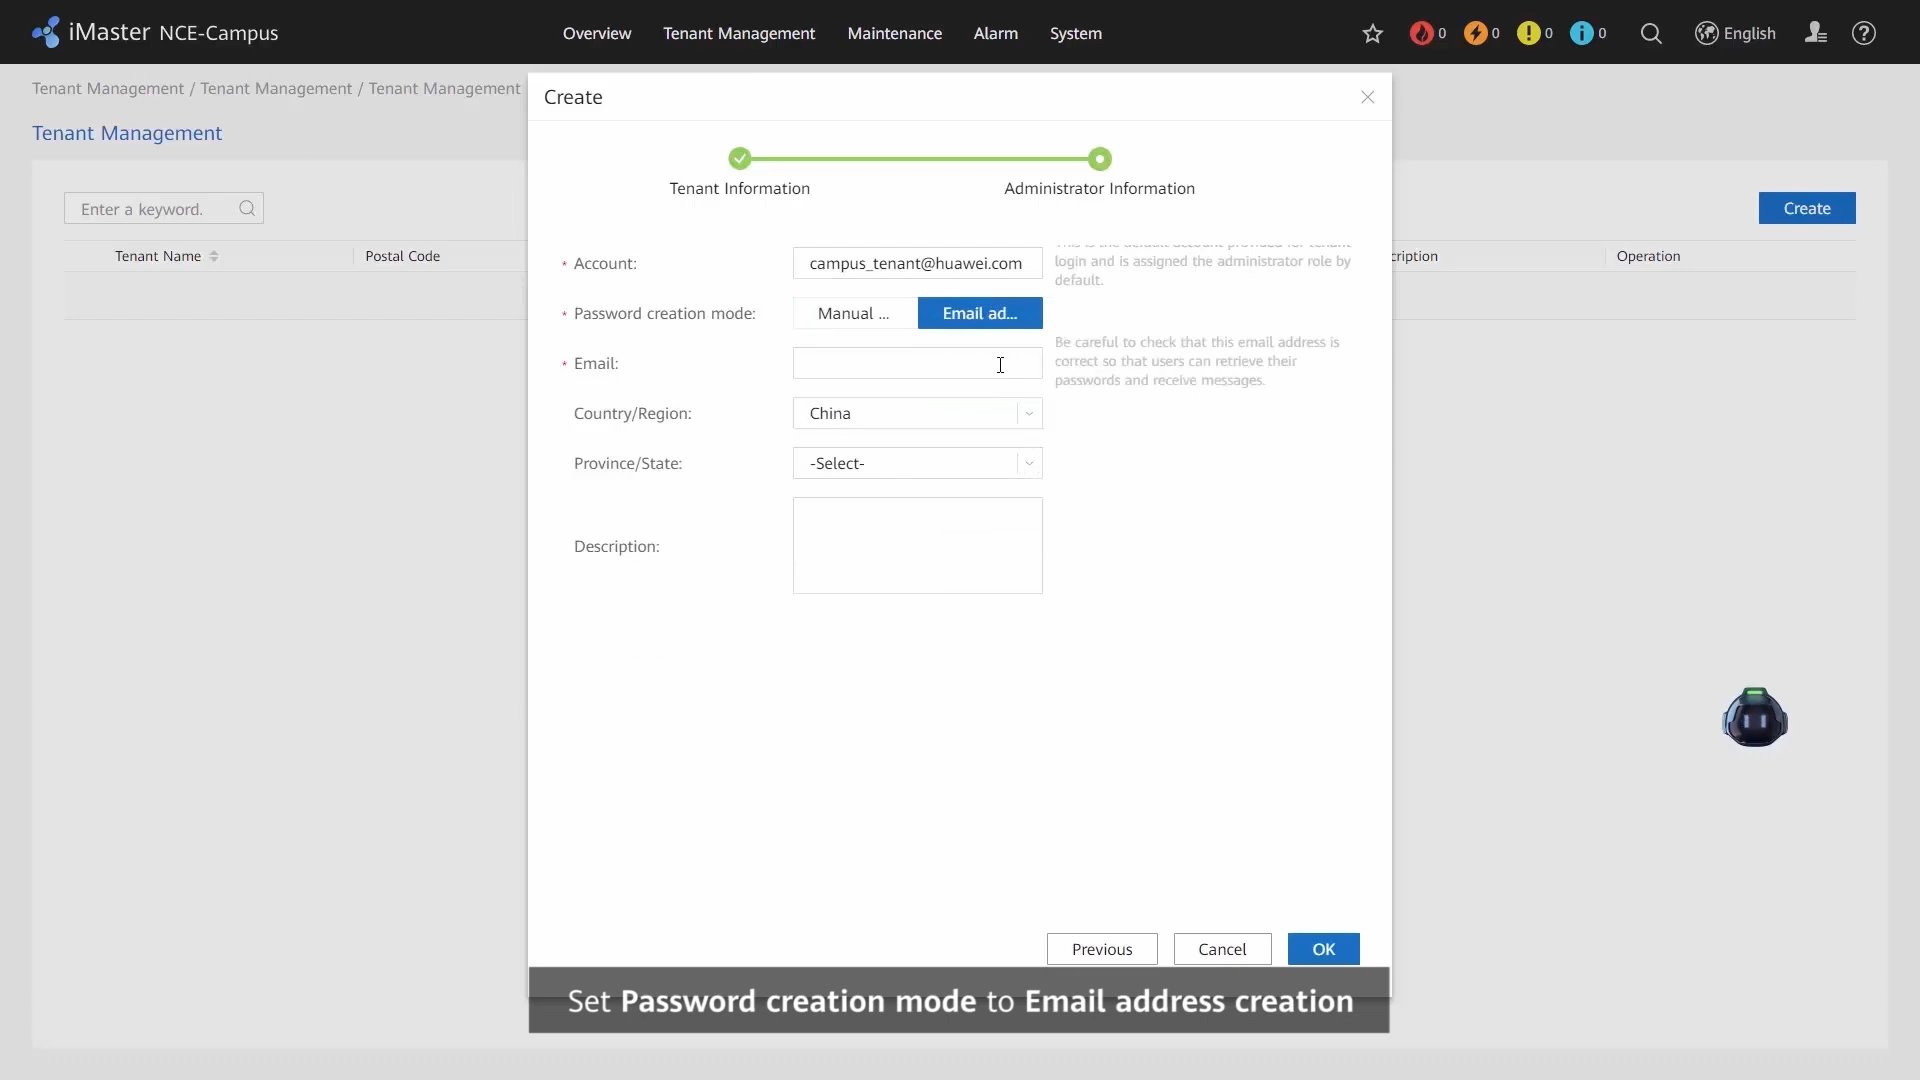 iMaster NCE-Campus
Overview Tenant Management Maintenance Alarm System
0 0 0 0 English
Tenant Management / Tenant Management / Tenant Management
Tenant Management
Enter a keyword.
Create
Tenant Name Postal Code cription Operation
Create
Tenant Information Administrator Information
* Account: campus_tenant@huawei.com
This is the default account provided for tenant
login and is assigned the administrator role by
default.
* Password creation mode: Manual ... Email ad...
* Email:
Be careful to check that this email address is
correct so that users can retrieve their
passwords and receive messages.
Country/Region: China
Province/State: -Select-
Description:
Previous Cancel OK
Set Password creation mode to Email address creation